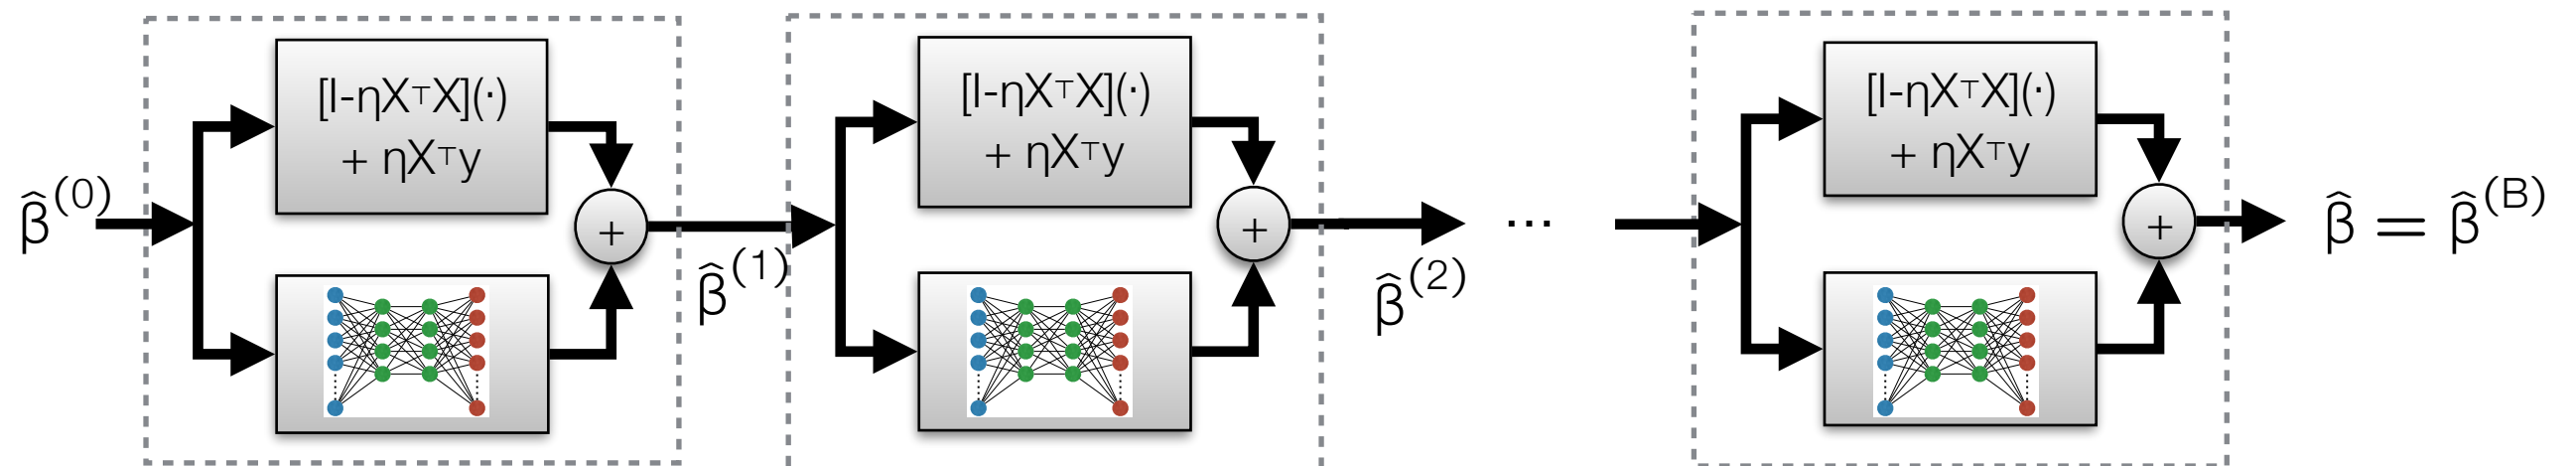 β̂(0)
[I-ηX⊤X](·)
+ ηX⊤y
+
β̂(1)
[I-ηX⊤X](·)
+ ηX⊤y
+
β̂(2)
...
[I-ηX⊤X](·)
+ ηX⊤y
+
β̂ = β̂(B)